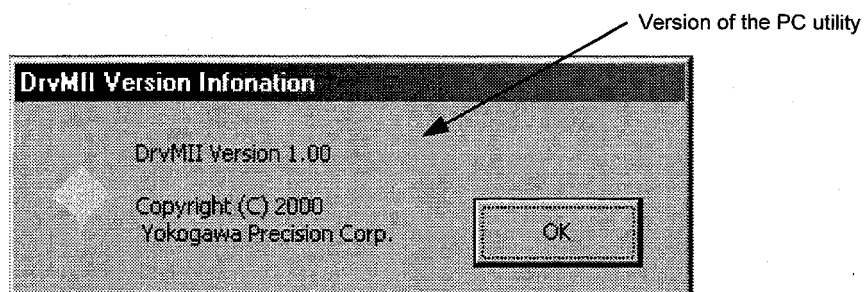 Version of the PC utility
DrvMII Version Infonation
DrvMII Version 1.00
Copyright (C) 2000
Yokogawa Precision Corp.
OK